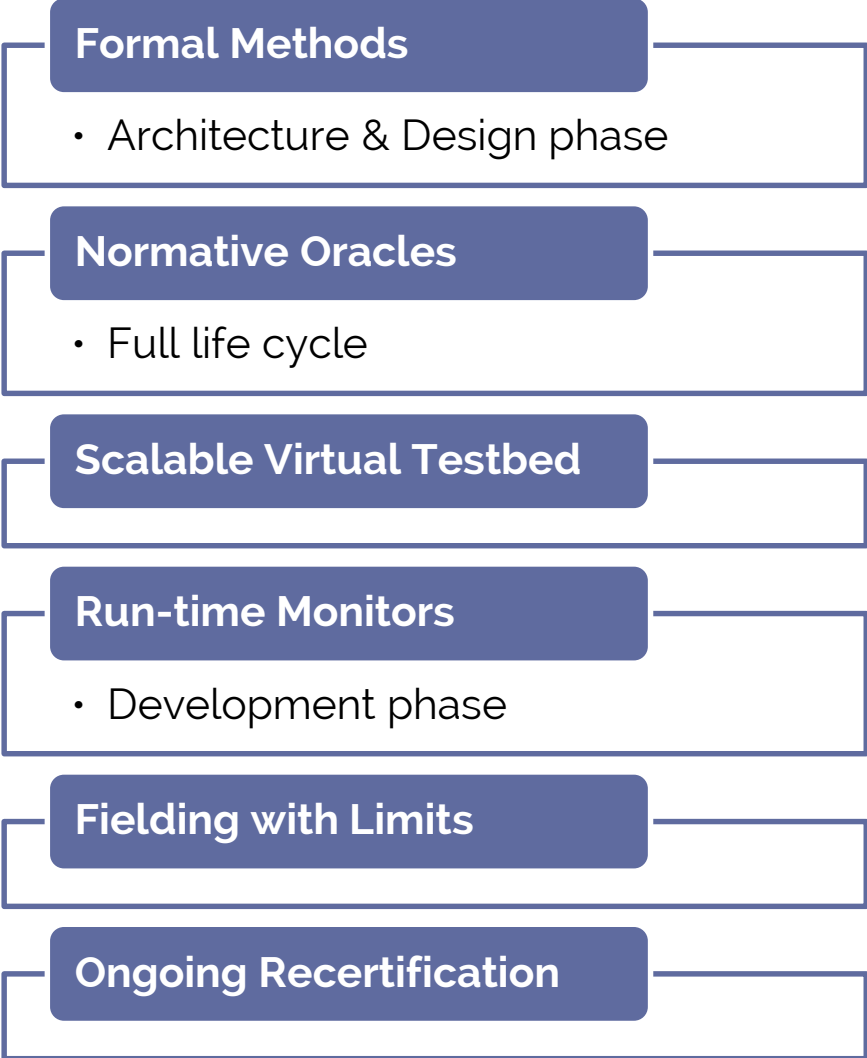 Formal Methods
• Architecture & Design phase
Normative Oracles
• Full life cycle
Scalable Virtual Testbed
Run-time Monitors
• Development phase
Fielding with Limits
Ongoing Recertification